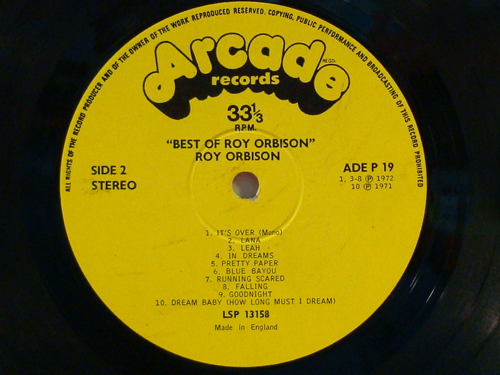 ALL RIGHTS OF THE RECORD PRODUCER AND OF THE OWNER OF THE WORK REPRODUCED RESERVED. COPYING, PUBLIC PERFORMANCE AND BROADCASTING OF THIS RECORD PROHIBITED
Arcade
REGD.
records
33 1/3
R.P.M.
"BEST OF ROY ORBISON"
ROY ORBISON
SIDE 2
STEREO
ADE P 19
1, 3-8 Ⓟ 1972
10 Ⓟ 1971
1. IT'S OVER (Mono)
2. LANA
3. LEAH
4. IN DREAMS
5. PRETTY PAPER
6. BLUE BAYOU
7. RUNNING SCARED
8. FALLING
9. GOODNIGHT
10. DREAM BABY (HOW LONG MUST I DREAM)
LSP 13158
Made in England